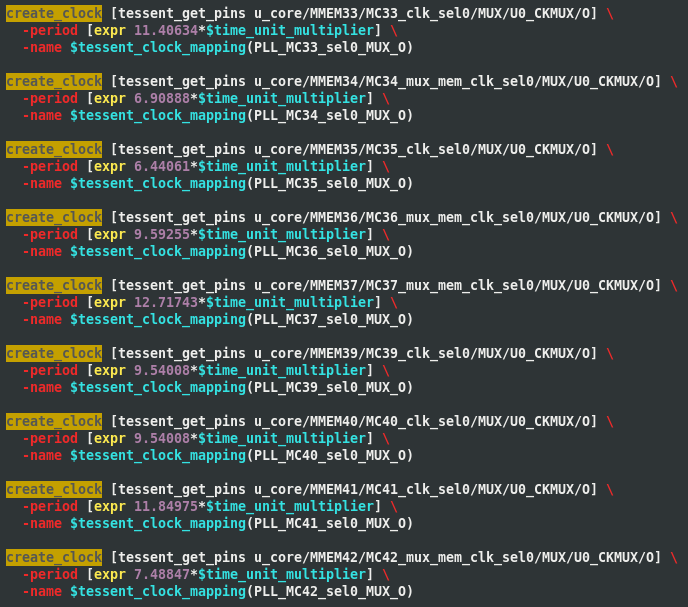 create_clock [tessent_get_pins u_core/MMEM33/MC33_clk_sel0/MUX/U0_CKMUX/O] \
-period [expr 11.40634*$time_unit_multiplier] \
-name $tessent_clock_mapping(PLL_MC33_sel0_MUX_O)
create_clock [tessent_get_pins u_core/MMEM34/MC34_mux_mem_clk_sel0/MUX/U0_CKMUX/O] \
-period [expr 6.90888*$time_unit_multiplier] \
-name $tessent_clock_mapping(PLL_MC34_sel0_MUX_O)
create_clock [tessent_get_pins u_core/MMEM35/MC35_clk_sel0/MUX/U0_CKMUX/O] \
-period [expr 6.44061*$time_unit_multiplier] \
-name $tessent_clock_mapping(PLL_MC35_sel0_MUX_O)
create_clock [tessent_get_pins u_core/MMEM36/MC36_mux_mem_clk_sel0/MUX/U0_CKMUX/O] \
-period [expr 9.59255*$time_unit_multiplier] \
-name $tessent_clock_mapping(PLL_MC36_sel0_MUX_O)
create_clock [tessent_get_pins u_core/MMEM37/MC37_mux_mem_clk_sel0/MUX/U0_CKMUX/O] \
-period [expr 12.71743*$time_unit_multiplier] \
-name $tessent_clock_mapping(PLL_MC37_sel0_MUX_O)
create_clock [tessent_get_pins u_core/MMEM39/MC39_clk_sel0/MUX/U0_CKMUX/O] \
-period [expr 9.54008*$time_unit_multiplier] \
-name $tessent_clock_mapping(PLL_MC39_sel0_MUX_O)
create_clock [tessent_get_pins u_core/MMEM40/MC40_clk_sel0/MUX/U0_CKMUX/O] \
-period [expr 9.54008*$time_unit_multiplier] \
-name $tessent_clock_mapping(PLL_MC40_sel0_MUX_O)
create_clock [tessent_get_pins u_core/MMEM41/MC41_clk_sel0/MUX/U0_CKMUX/O] \
-period [expr 11.84975*$time_unit_multiplier] \
-name $tessent_clock_mapping(PLL_MC41_sel0_MUX_O)
create_clock [tessent_get_pins u_core/MMEM42/MC42_mux_mem_clk_sel0/MUX/U0_CKMUX/O] \
-period [expr 7.48847*$time_unit_multiplier] \
-name $tessent_clock_mapping(PLL_MC42_sel0_MUX_O)